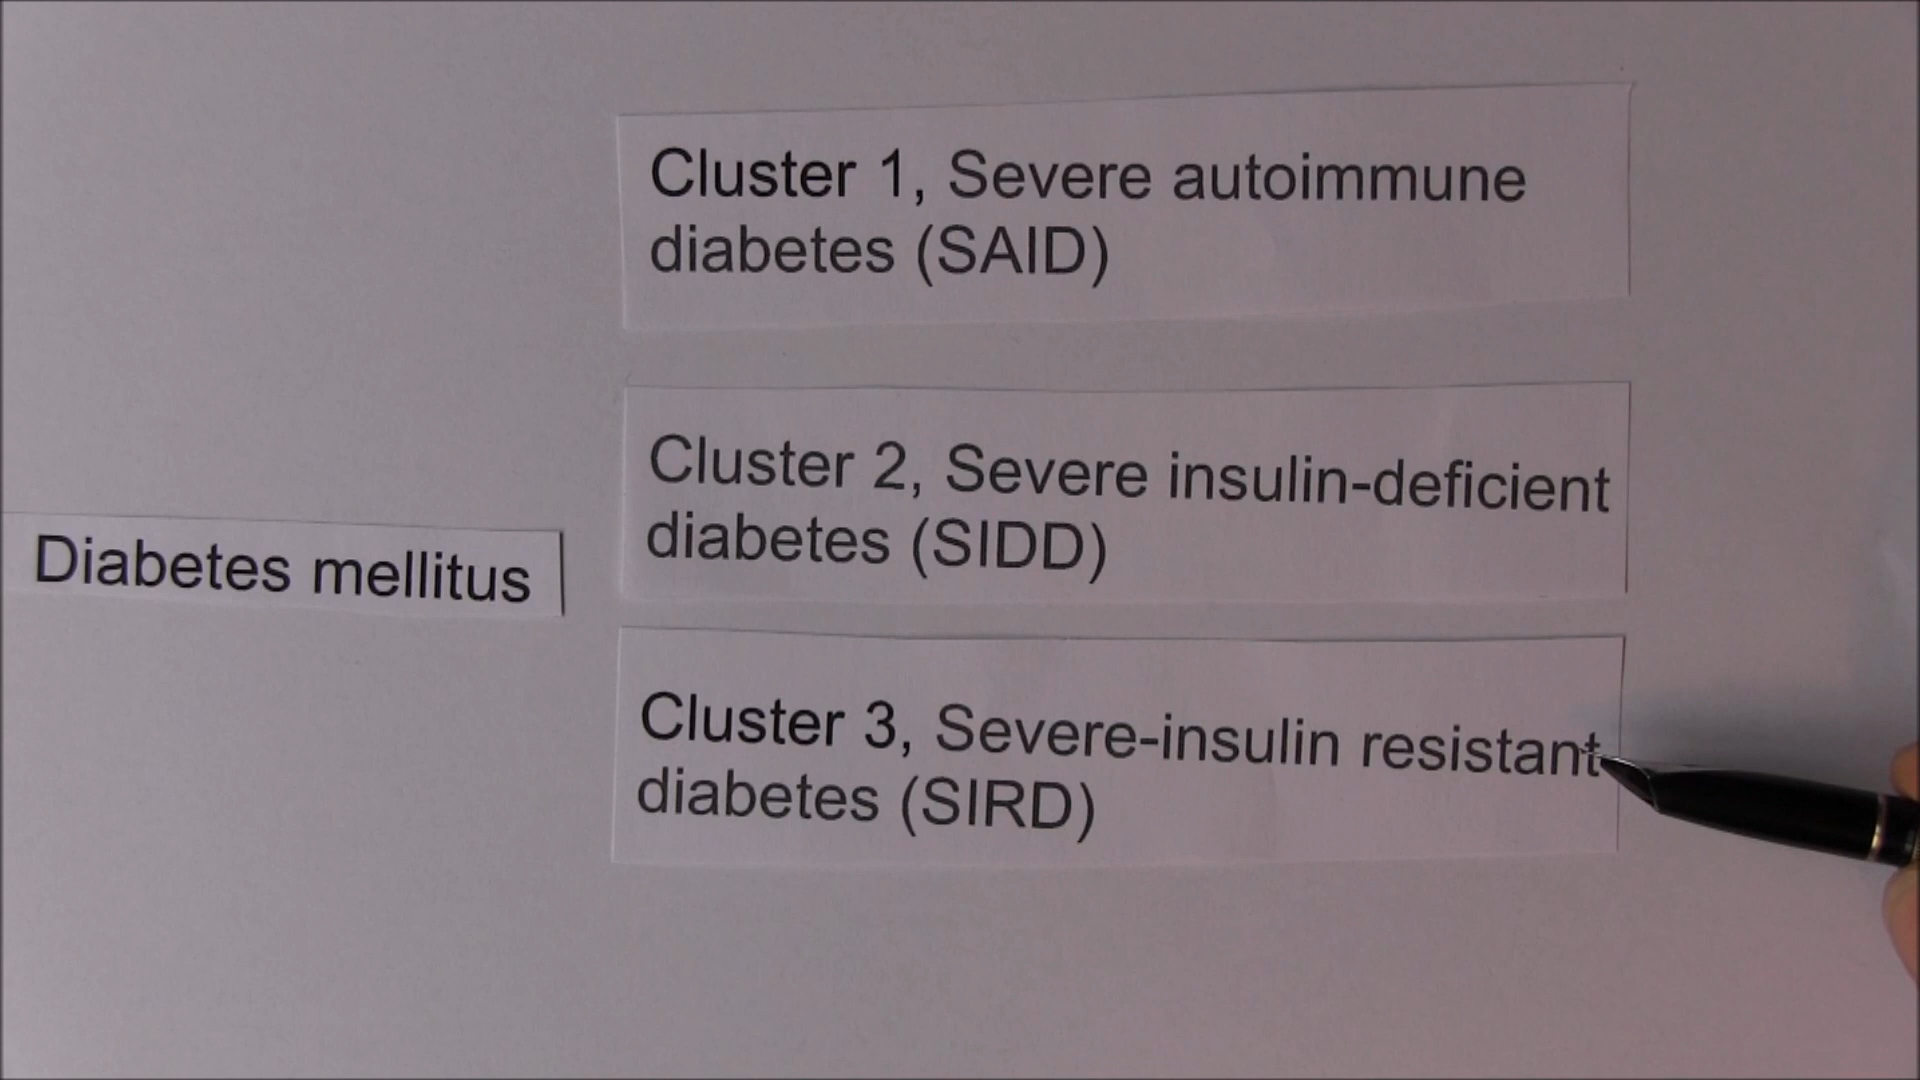 Cluster 1, Severe autoimmune
diabetes (SAID)
Cluster 2, Severe insulin-deficient
diabetes (SIDD)
Diabetes mellitus
Cluster 3, Severe-insulin resistant
diabetes (SIRD)